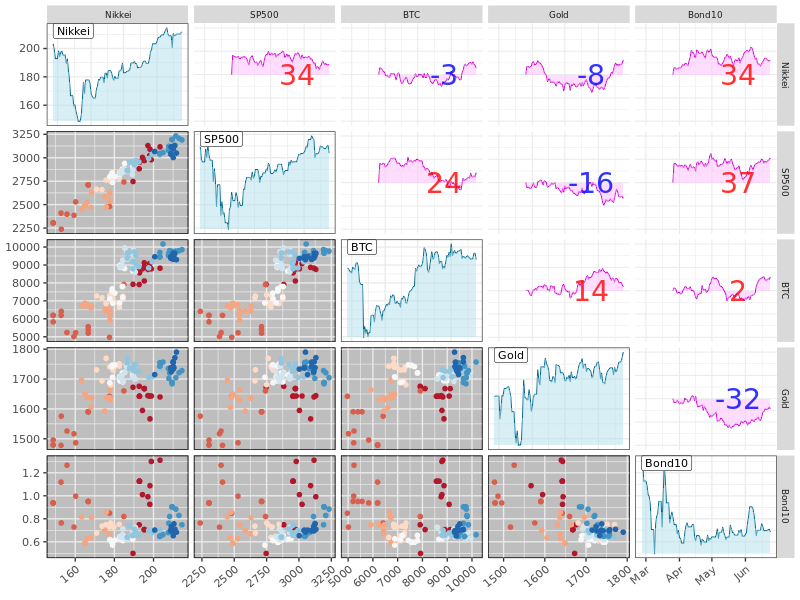 Nikkei SP500 BTC Gold Bond10
Nikkei
200
180
160
34 -3 -8 34
Nikkei
3250
3000
2750
2500
2250
SP500
24 -16 37
SP500
10000
9000
8000
7000
6000
5000
BTC
14 2
BTC
1800
1700
1600
1500
Gold
-32
Gold
1.2
1.0
0.8
0.6
Bond10
Bond10
160 180 200 2250 2500 2750 3000 3250 5000 6000 7000 8000 9000 10000 1500 1600 1700 1800 Mar Apr May Jun